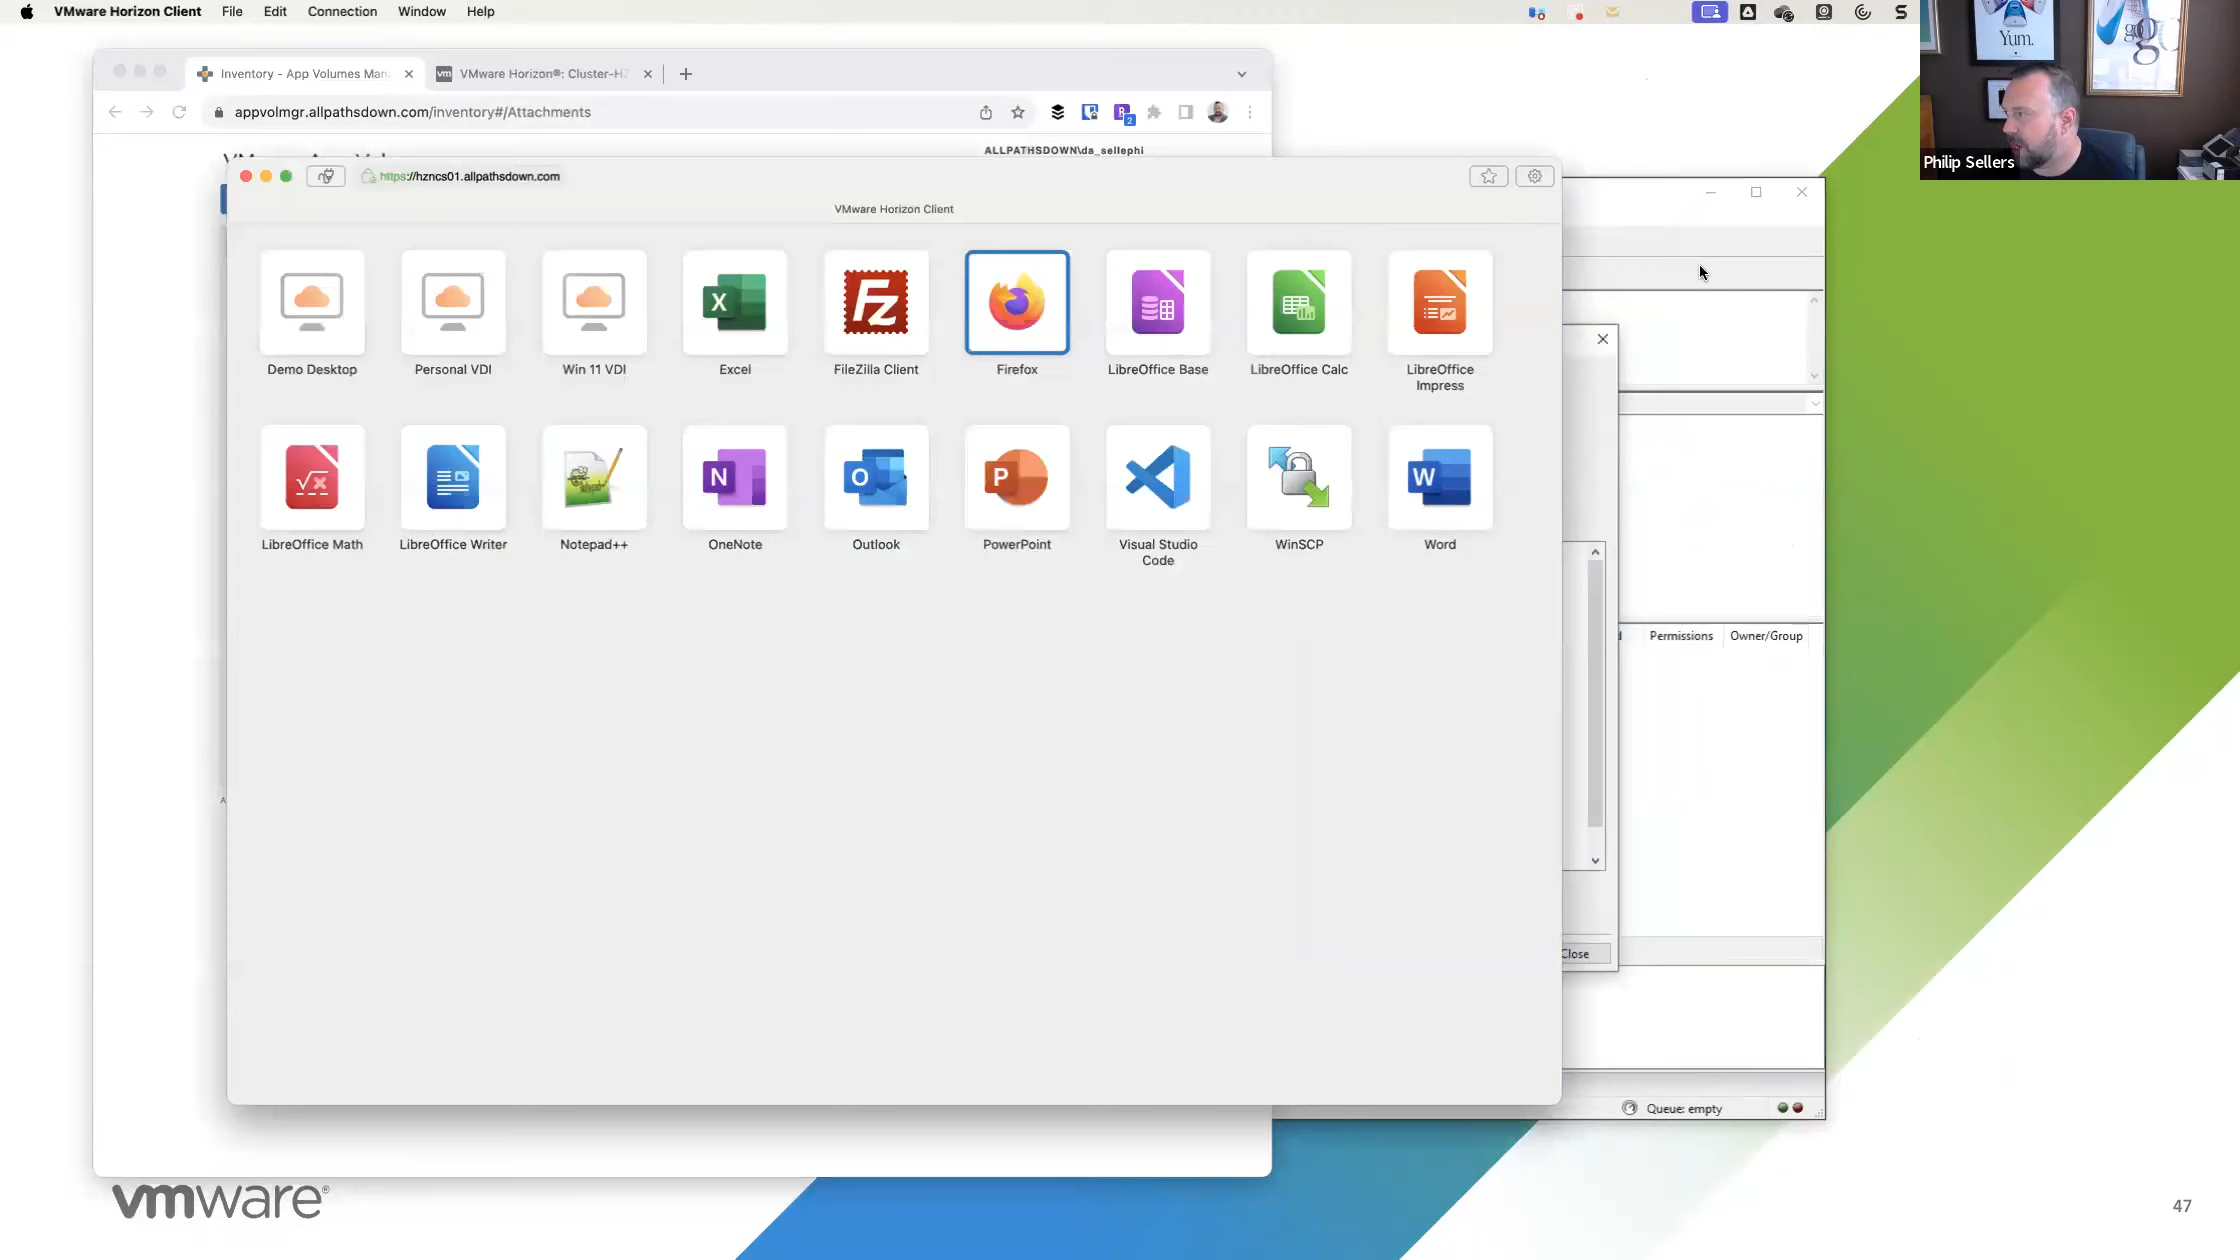 VMware Horizon Client File Edit Connection Window Help
Inventory - App Volumes Man
VMware Horizon®: Cluster-HZ
appvolmgr.allpathsdown.com/inventory#/Attachments
2
ALLPATHSDOWN\da_sellephi
https://hzncs01.allpathsdown.com
VMware Horizon Client
Yum.
Philip Sellers
Demo Desktop
Personal VDI
Win 11 VDI
X
Excel
Fz
FileZilla Client
Firefox
LibreOffice Base
LibreOffice Calc
LibreOffice
Impress
LibreOffice Math
LibreOffice Writer
Notepad++
N
OneNote
O
Outlook
P
PowerPoint
Visual Studio
Code
WinSCP
W
Word
Permissions
Owner/Group
Close
Queue: empty
vmware®
47